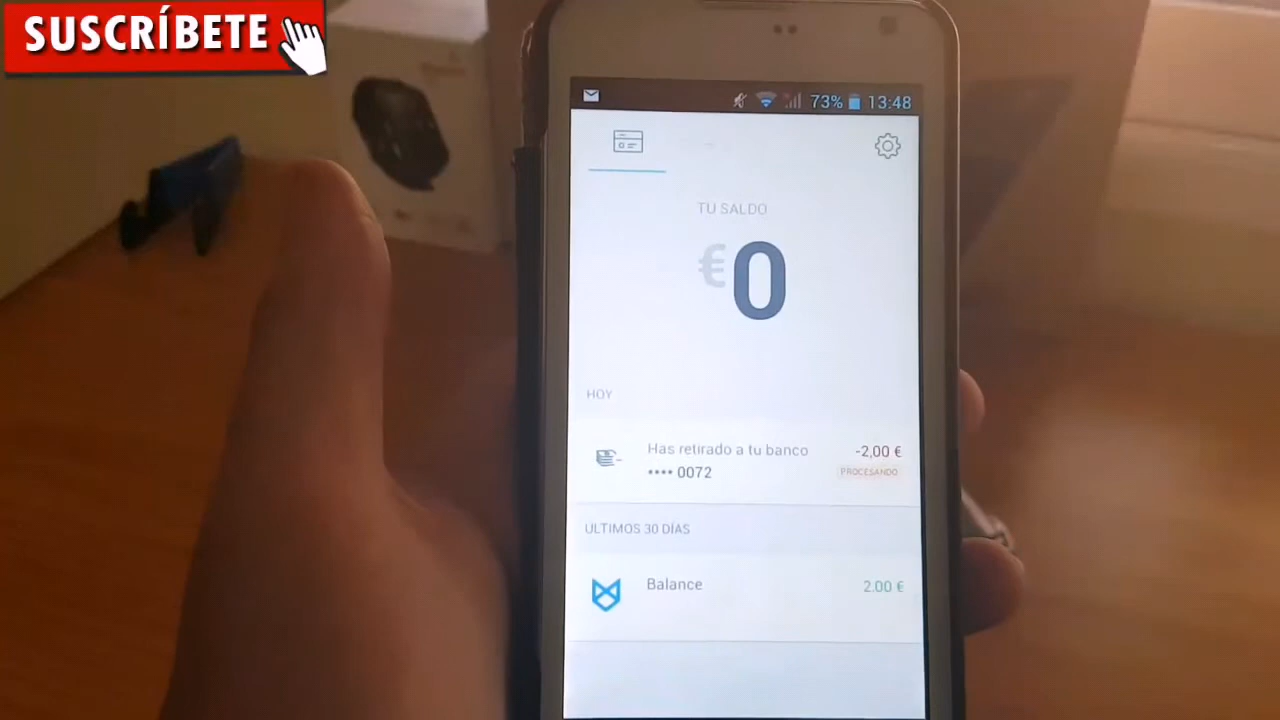 SUSCRÍBETE
73% 13:48
TU SALDO
€0
HOY
Has retirado a tu banco -2,00 €
•••• 0072 PROCESANDO
ULTIMOS 30 DÍAS
Balance 2.00 €